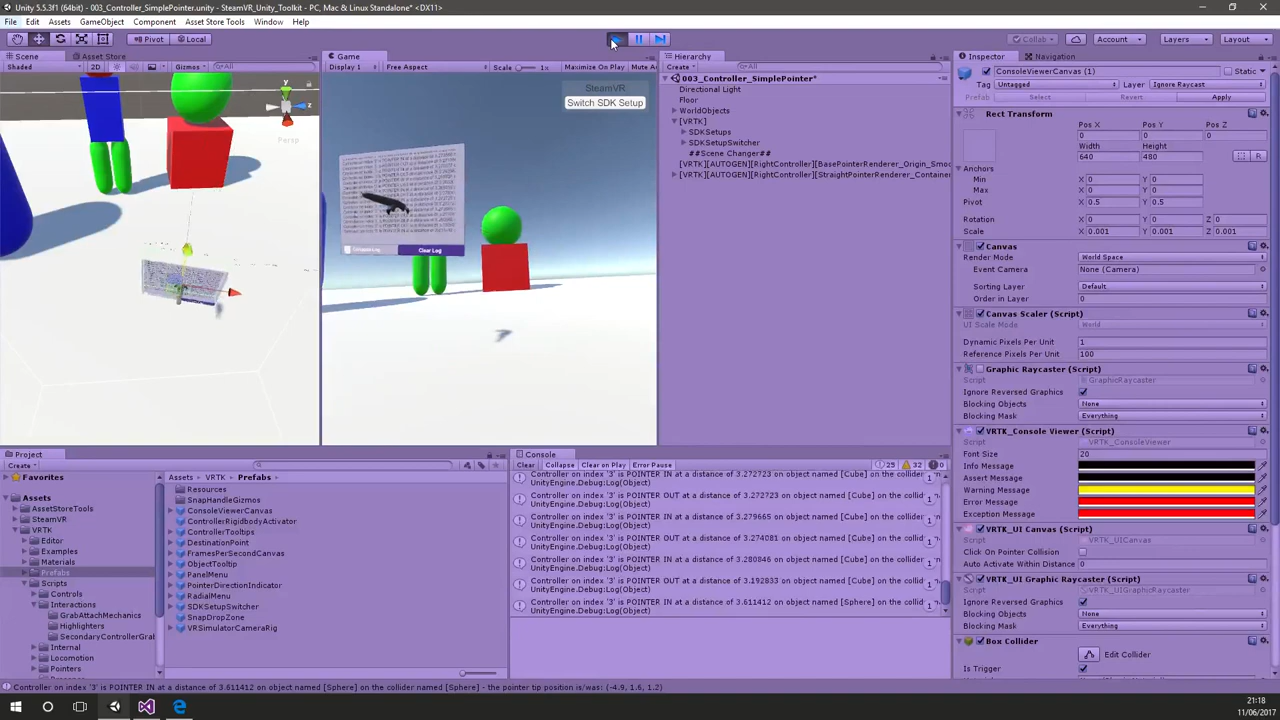 Unity 5.5.3f1 (64bit) - 003_Controller_SimplePointer.unity - SteamVR_Unity_Toolkit - PC, Mac & Linux Standalone* <DX11>
File Edit Assets GameObject Component Asset Store Tools Window Help
Pivot Local Collab Account Layers Layout
Scene Asset Store Game Hierarchy Inspector Navigation
Shaded 2D Gizmos All
Display 1 Free Aspect Scale 1x Maximize On Play Mute A
Create All
Persp
y
z
SteamVR
Switch SDK Setup
Clear Log
003_Controller_SimplePointer*
Directional Light
Floor
WorldObjects
[VRTK]
SDKSetups
SDKSetupSwitcher
##Scene Changer##
[VRTK][AUTOGEN][RightController][BasePointerRenderer_Origin_Smoo
[VRTK][AUTOGEN][RightController][StraightPointerRenderer_Container
ConsoleViewerCanvas (1) Static
Tag Untagged Layer Ignore Raycast
Prefab Select Revert Apply
Rect Transform
Pos X Pos Y Pos Z
0 0 0
Width Height
640 480
R
Anchors
Min X 0 Y 0
Max X 0 Y 0
Pivot X 0.5 Y 0.5
Rotation X 0 Y 0 Z 0
Scale X 0.001 Y 0.001 Z 0.001
Canvas
Render Mode World Space
Event Camera None (Camera)
Sorting Layer Default
Order in Layer 0
Canvas Scaler (Script)
UI Scale Mode World
Dynamic Pixels Per Unit 1
Reference Pixels Per Unit 100
Graphic Raycaster (Script)
Script GraphicRaycaster
Ignore Reversed Graphics
Blocking Objects None
Blocking Mask Everything
VRTK_Console Viewer (Script)
Script VRTK_ConsoleViewer
Font Size 20
Info Message
Assert Message
Warning Message
Error Message
Exception Message
VRTK_UI Canvas (Script)
Script VRTK_UICanvas
Click On Pointer Collision
Auto Activate Within Distance 0
VRTK_UI Graphic Raycaster (Script)
Script VRTK_UIGraphicRaycaster
Ignore Reversed Graphics
Blocking Objects None
Blocking Mask Everything
Box Collider
Edit Collider
Is Trigger
Project
Create
Favorites
Assets
AssetStoreTools
SteamVR
VRTK
Editor
Examples
Materials
Prefabs
Scripts
Controls
Interactions
GrabAttachMechanics
Highlighters
SecondaryControllerGrab
Internal
Locomotion
Pointers
Assets VRTK Prefabs
Resources
SnapHandleGizmos
ConsoleViewerCanvas
ControllerRigidbodyActivator
ControllerTooltips
DestinationPoint
FramesPerSecondCanvas
ObjectTooltip
PanelMenu
PointerDirectionIndicator
RadialMenu
SDKSetupSwitcher
SnapDropZone
VRSimulatorCameraRig
Console
Clear Collapse Clear on Play Error Pause 25 32 0
Controller on index '3' is POINTER IN at a distance of 3.272723 on object named [Cube] on the collider 1
UnityEngine.Debug:Log(Object)
Controller on index '3' is POINTER OUT at a distance of 3.272723 on object named [Cube] on the collid 1
UnityEngine.Debug:Log(Object)
Controller on index '3' is POINTER IN at a distance of 3.279665 on object named [Cube] on the collider 1
UnityEngine.Debug:Log(Object)
Controller on index '3' is POINTER OUT at a distance of 3.274081 on object named [Cube] on the collid 1
UnityEngine.Debug:Log(Object)
Controller on index '3' is POINTER IN at a distance of 3.280846 on object named [Cube] on the collider 1
UnityEngine.Debug:Log(Object)
Controller on index '3' is POINTER OUT at a distance of 3.192833 on object named [Cube] on the collid 1
UnityEngine.Debug:Log(Object)
Controller on index '3' is POINTER IN at a distance of 3.611412 on object named [Sphere] on the collid 1
UnityEngine.Debug:Log(Object)
Controller on index '3' is POINTER IN at a distance of 3.611412 on object named [Sphere] on the collider named [Sphere] - the pointer tip position is/was: (-4.9, 1.6, 1.2)
21:18
11/06/2017